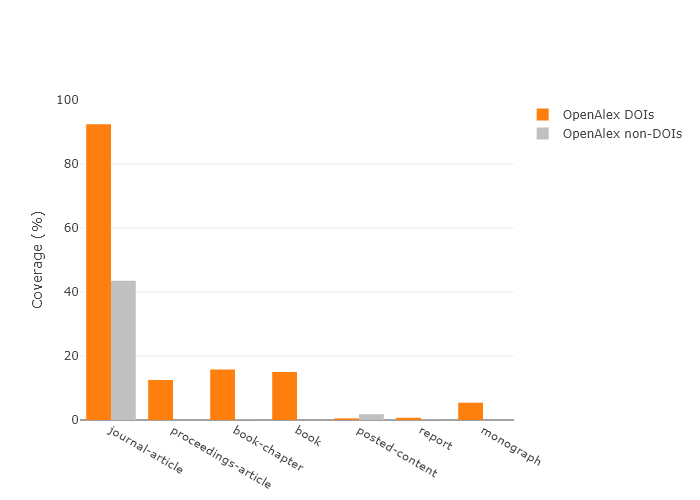 100
80
60
40
20
0
Coverage (%)
journal-article
proceedings-article
book-chapter
book
posted-content
report
monograph
OpenAlex DOIs
OpenAlex non-DOIs